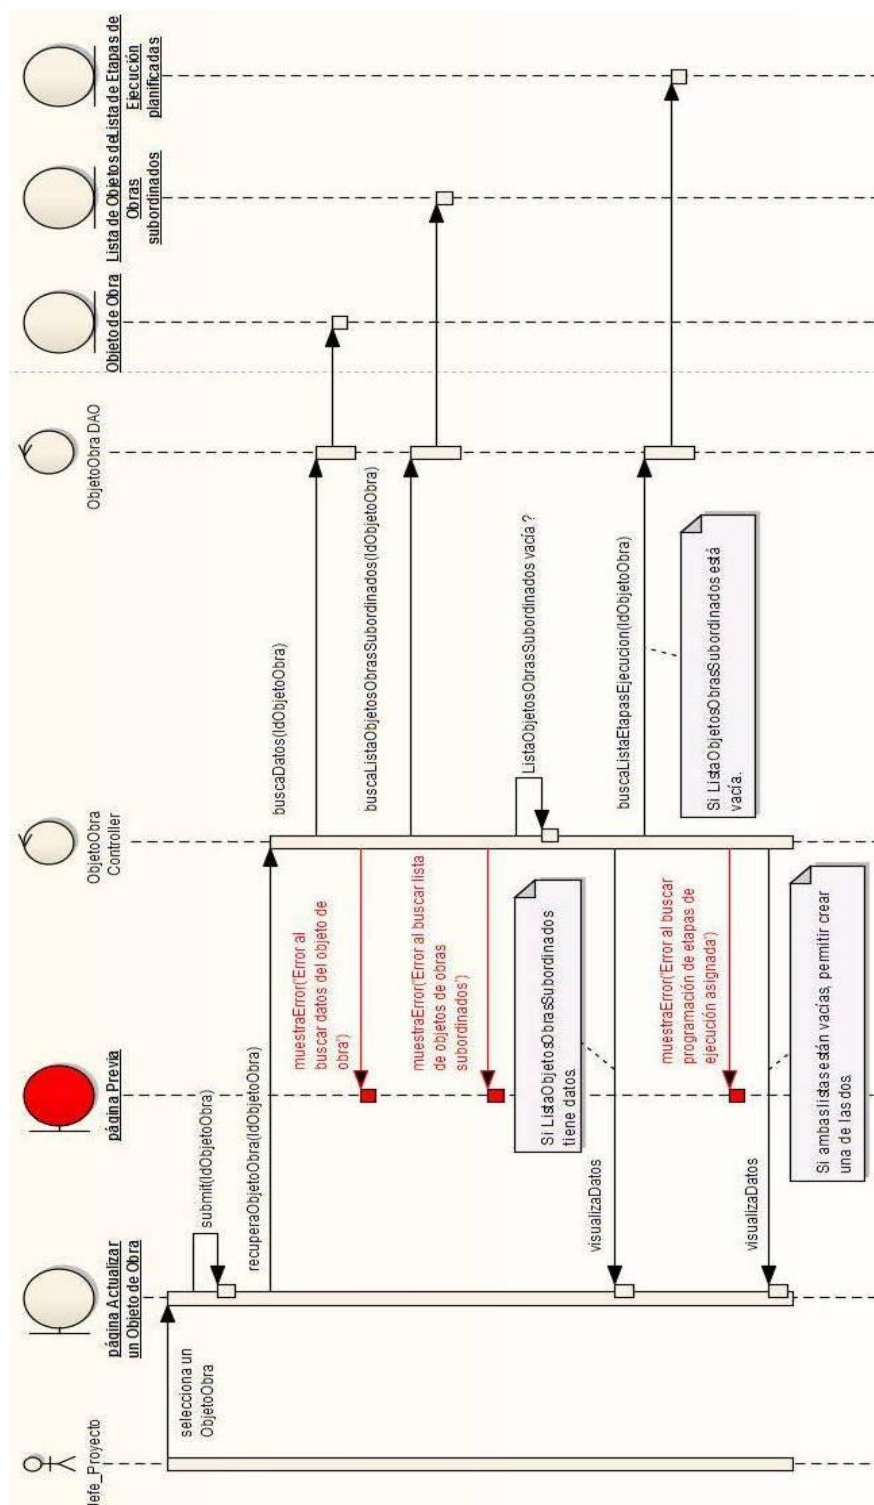 Jefe_Proyecto
página Actualizar
un Objeto de Obra
página Previa
ObjetoObra
Controller
ObjetoObra DAO
Objeto de Obra
Lista de Objetos de
Obras
subordinados
Lista de Etapas de
Ejecución
planificadas
selecciona un
ObjetoObra
submit(IdObjetoObra)
recuperaObjetoObra(IdObjetoObra)
buscaDatos(IdObjetoObra)
muestraError('Error al
buscar datos del objeto de
obra')
buscaListaObjetosObrasSubordinados(IdObjetoObra)
muestraError('Error al buscar lista
de objetos de obras
subordinados')
ListaObjetosObrasSubordinados vacía ?
Si ListaObjetosObrasSubordinados
tiene datos.
visualizaDatos
buscaListaEtapasEjecucion(IdObjetoObra)
Si ListaObjetosObrasSubordinados está
vacía.
muestraError('Error al buscar
programación de etapas de
ejecución asignada')
visualizaDatos
Si ambas listas están vacías, permitir crear
una de las dos.